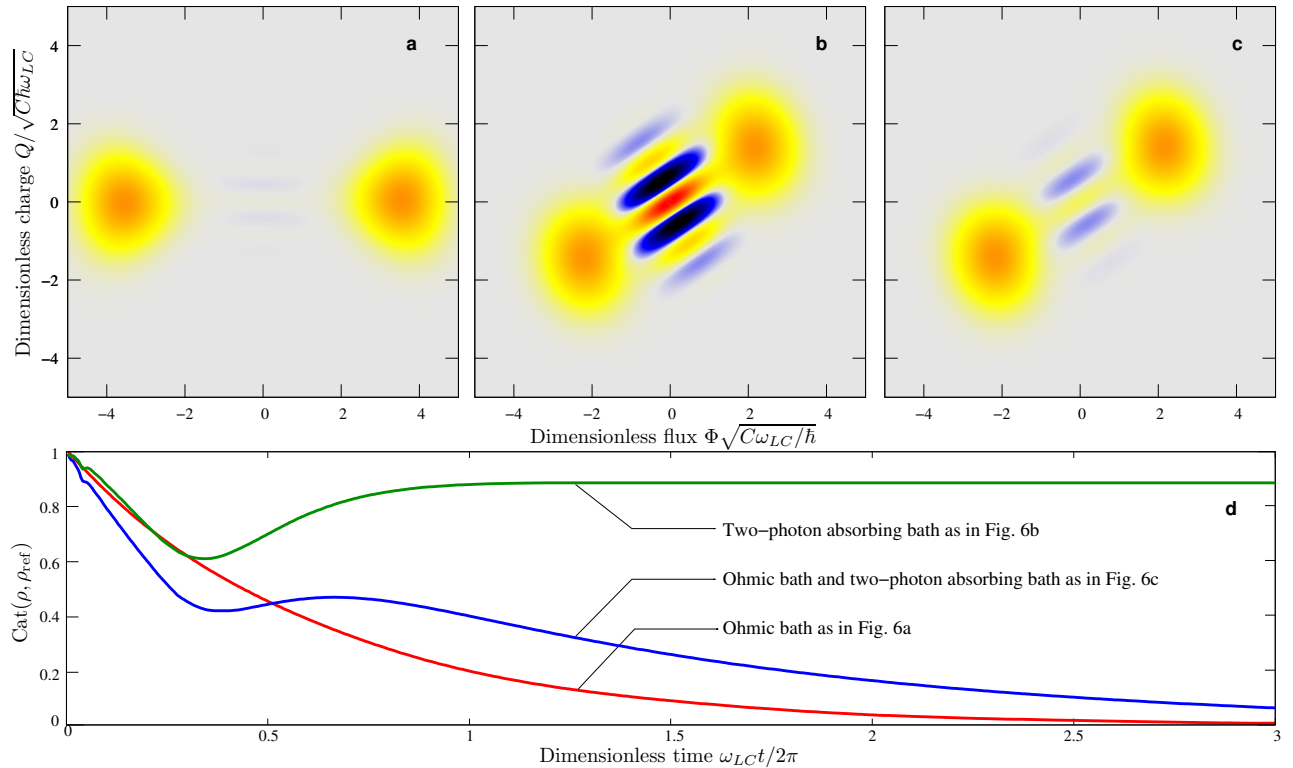 a
b
c
Dimensionless charge Q/√Cħω_LC
4
2
0
−2
−4
−4 −2 0 2 4
−4 −2 0 2 4
−4 −2 0 2 4
Dimensionless flux Φ√Cω_LC/ħ
d
Cat(ρ, ρ_ref)
1
0.8
0.6
0.4
0.2
0
Two−photon absorbing bath as in Fig. 6b
Ohmic bath and two−photon absorbing bath as in Fig. 6c
Ohmic bath as in Fig. 6a
0 0.5 1 1.5 2 2.5 3
Dimensionless time ω_LC t/2π